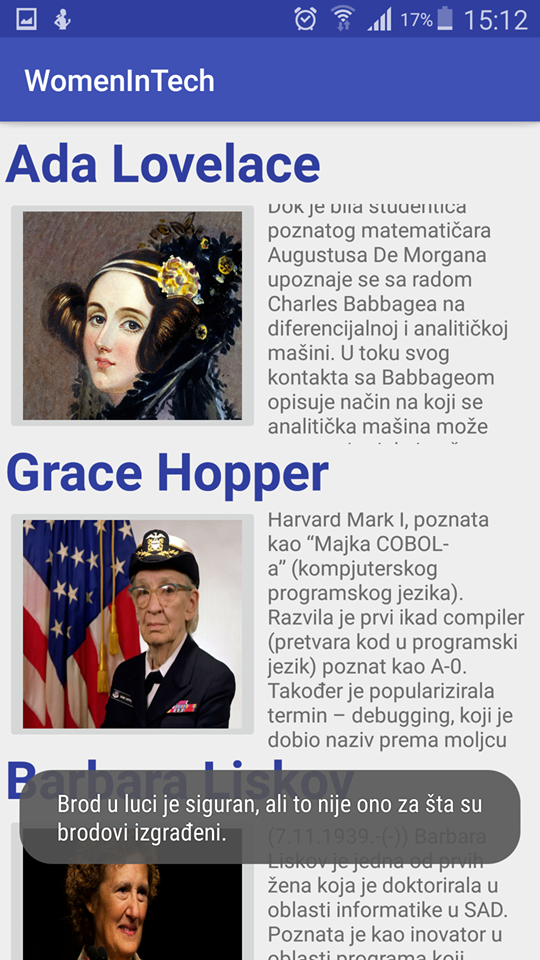 17% 15:12
WomenInTech
Ada Lovelace
Dok je bila studentica
poznatog matematičara
Augustusa De Morgana
upoznaje se sa radom
Charles Babbagea na
diferencijalnoj i analitičkoj
mašini. U toku svog
kontakta sa Babbageom
opisuje način na koji se
analitička mašina može
Grace Hopper
Harvard Mark I, poznata
kao “Majka COBOL-
a” (kompjuterskog
programskog jezika).
Razvila je prvi ikad compiler
(pretvara kod u programski
jezik) poznat kao A-0.
Također je popularizirala
termin – debugging, koji je
dobio naziv prema moljcu
Barbara Liskov
Brod u luci je siguran, ali to nije ono za šta su
brodovi izgrađeni.
(7.11.1939.-(-)) Barbara
Liskov je jedna od prvih
žena koja je doktorirala u
oblasti informatike u SAD.
Poznata je kao inovator u
oblasti programa koji